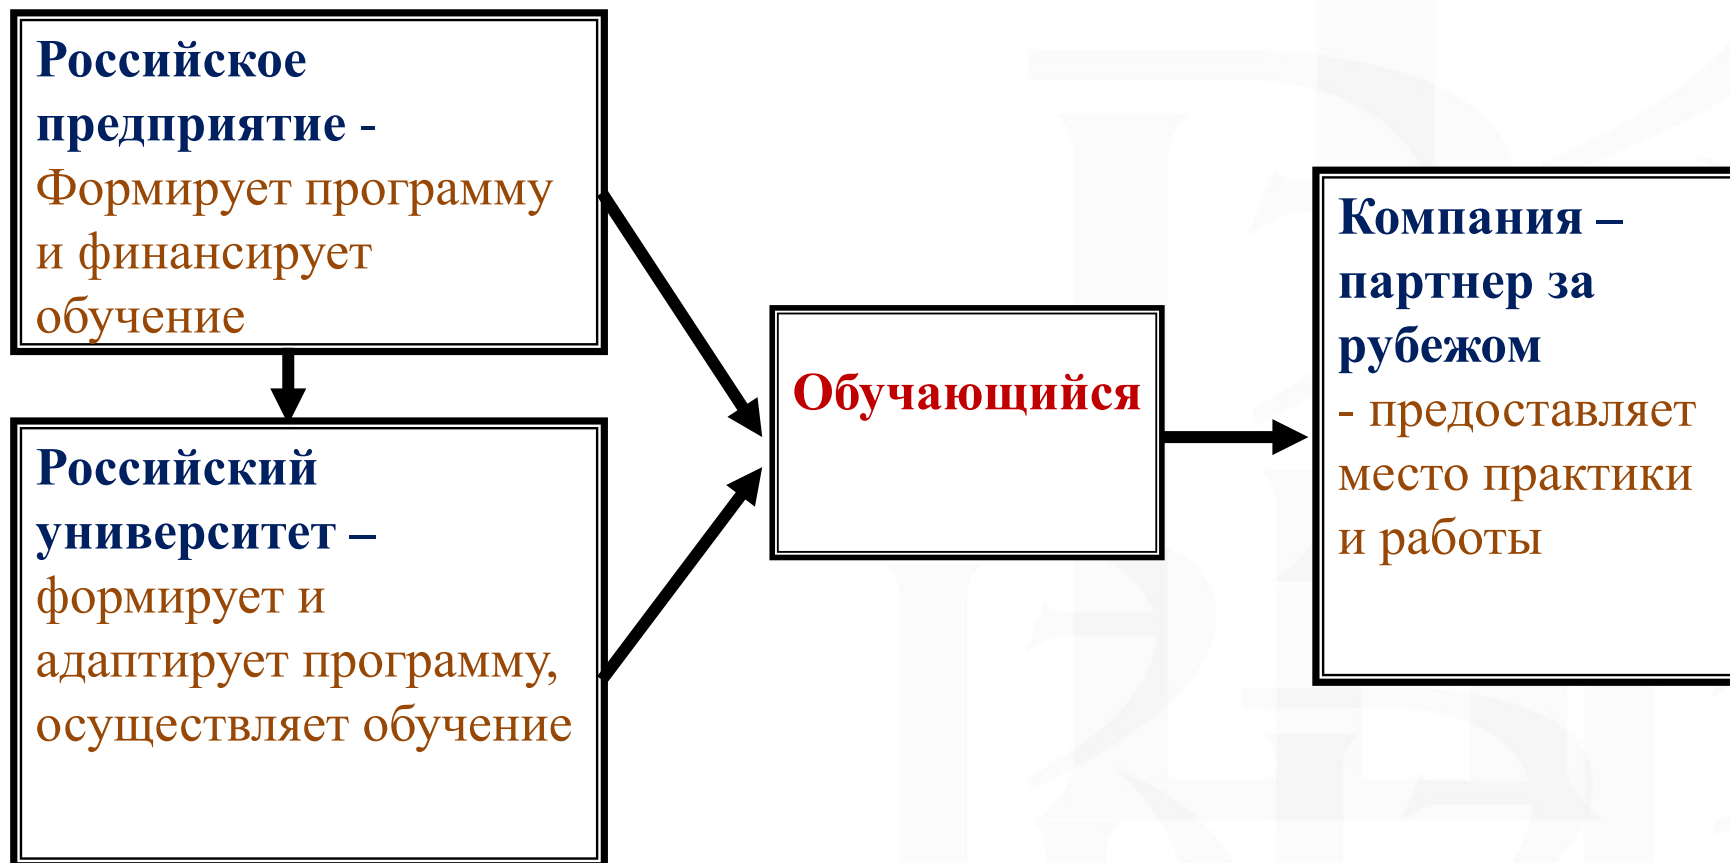 Российское
предприятие -
Формирует программу
и финансирует
обучение
Российский
университет –
формирует и
адаптирует программу,
осуществляет обучение
Обучающийся
Компания –
партнер за
рубежом
- предоставляет
место практики
и работы